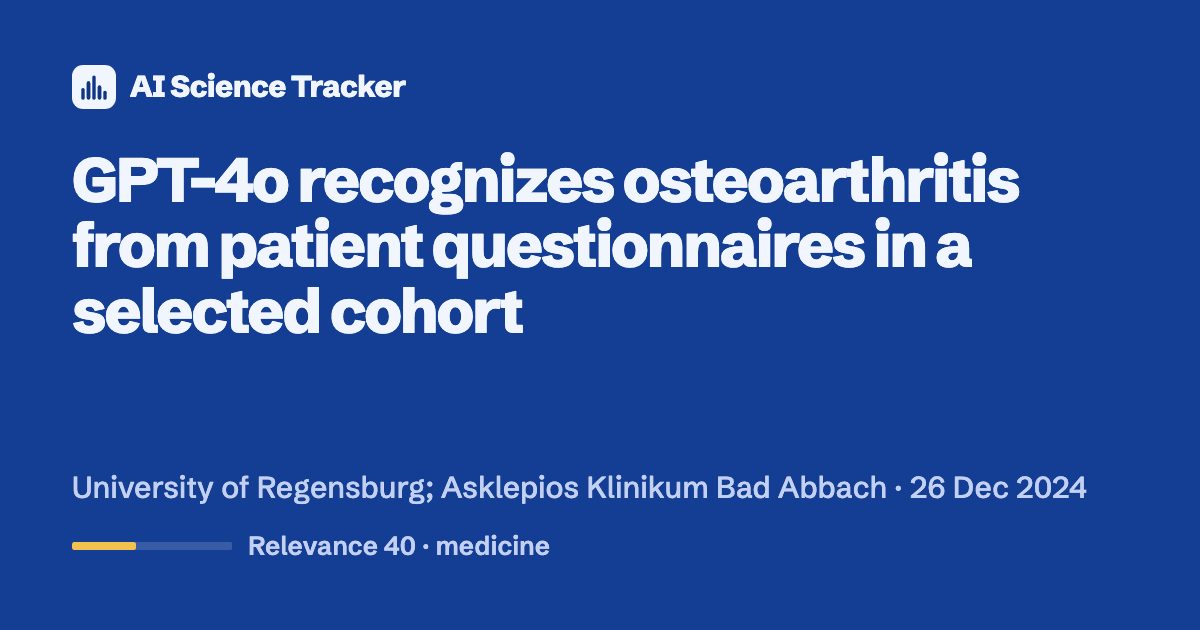 AI Science Tracker
GPT-4o recognizes osteoarthritis
from patient questionnaires in a
selected cohort
University of Regensburg; Asklepios Klinikum Bad Abbach · 26 Dec 2024
Relevance 40 · medicine